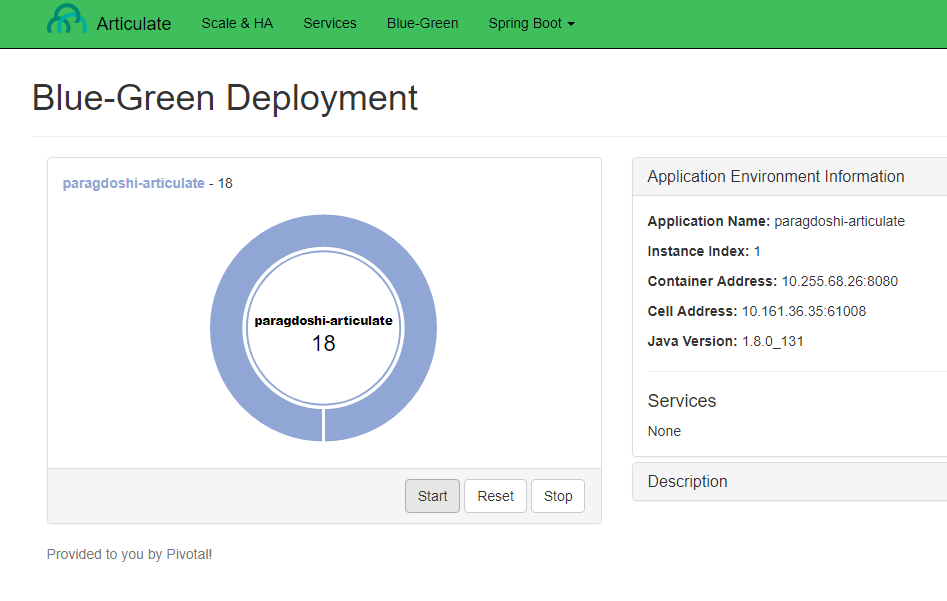 Articulate Scale & HA Services Blue-Green Spring Boot
Blue-Green Deployment
paragdoshi-articulate - 18
paragdoshi-articulate
18
Start Reset Stop
Application Environment Information
Application Name: paragdoshi-articulate
Instance Index: 1
Container Address: 10.255.68.26:8080
Cell Address: 10.161.36.35:61008
Java Version: 1.8.0_131
Services
None
Description
Provided to you by Pivotal!